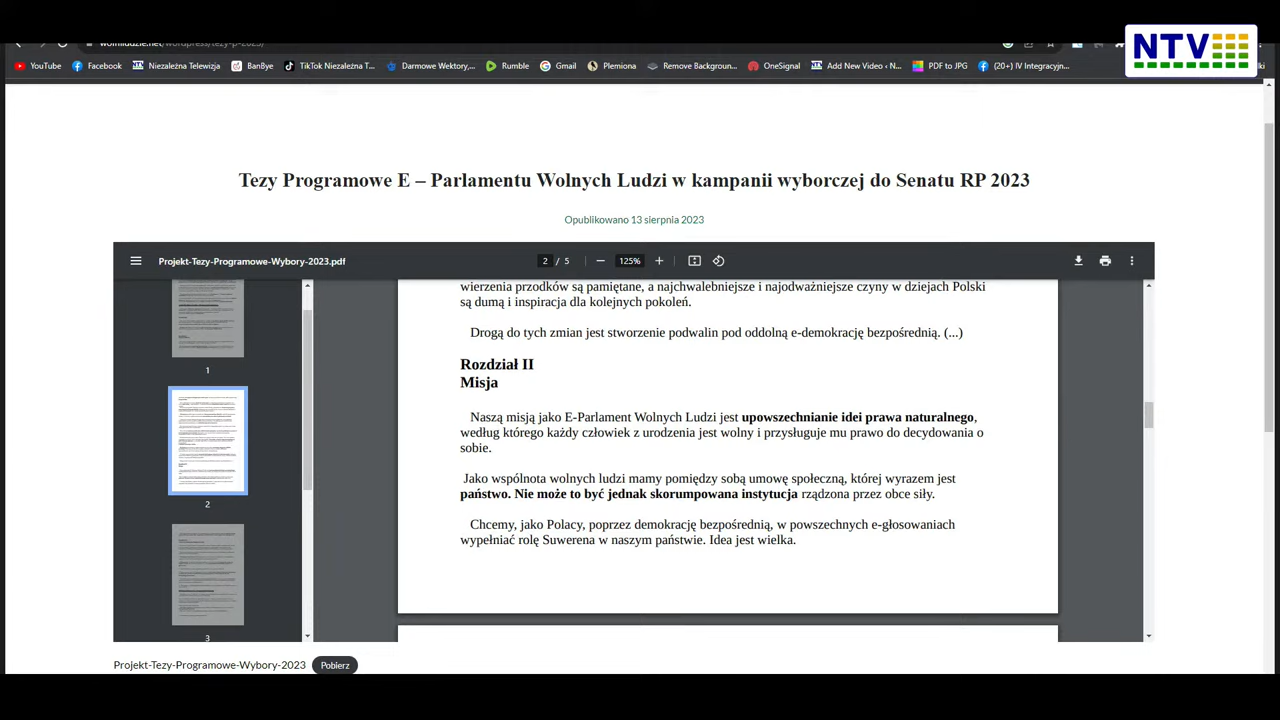 NTV
YouTube Facebook Niezależna Telewizja BanBye TikTok Niezależna T... Darmowe Wektory, ... Gmail Plemiona Remove Backgroun... OneSignal Add New Video ‹ N... PDF to JPG (20+) IV Integracyjn...
Tezy Programowe E – Parlamentu Wolnych Ludzi w kampanii wyborczej do Senatu RP 2023
Opublikowano 13 sierpnia 2023
Projekt-Tezy-Programowe-Wybory-2023.pdf 2 / 5 125%
wierzenia przodków są pamiętane, a najchwalebniejsze i najodważniejsze czyny w dziejach Polski
są dumą i inspiracja dla kolejnych pokoleń.
Drogą do tych zmian jest stworzenie podwalin pod oddolną e-demokrację bezpośrednią. (...)
Rozdział II
Misja
Naszą misją jako E-Parlament Wolnych Ludzi jest upowszechnianie idei prawa naturalnego,
według którego każdy człowiek od urodzenia jest wolny i przysługuje mu prawo do decydowania o
sobie.
Jako wspólnota wolnych ludzi mamy pomiędzy sobą umowę społeczną, której wyrazem jest
państwo. Nie może to być jednak skorumpowana instytucja rządzona przez obce siły.
Chcemy, jako Polacy, poprzez demokrację bezpośrednią, w powszechnych e-głosowaniach
wypełniać rolę Suwerena w naszym państwie. Idea jest wielka.
1
2
3
Projekt-Tezy-Programowe-Wybory-2023 Pobierz